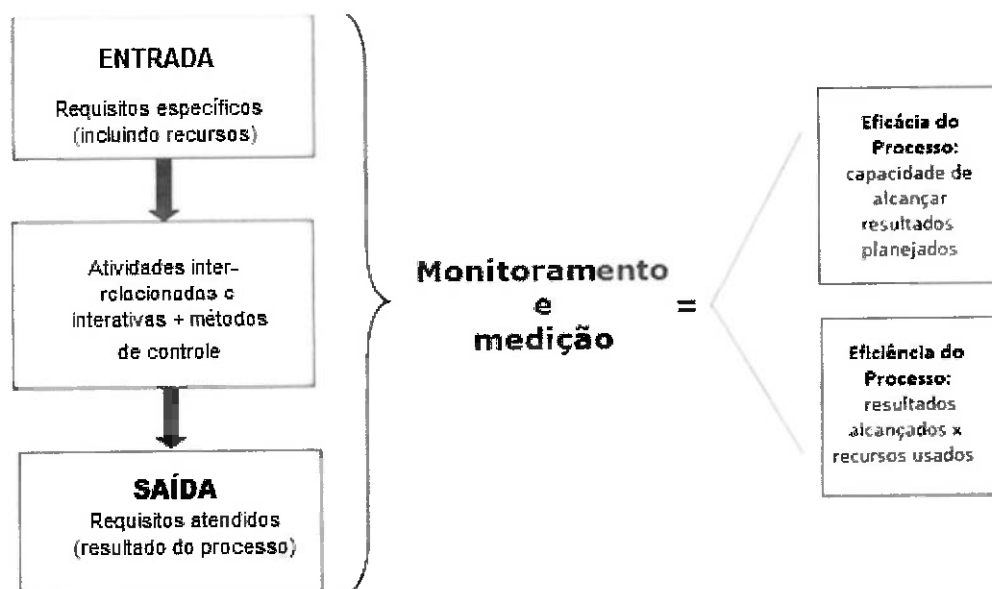 ENTRADA
Requisitos específicos
(incluindo recursos)
Atividades inter-
relacionadas e
interativas + métodos
de controle
SAÍDA
Requisitos atendidos
(resultado do processo)
Monitoramento
e =
medição
Eficácia do
Processo:
capacidade de
alcançar
resultados
planejados
Eficiência do
Processo:
resultados
alcançados x
recursos usados